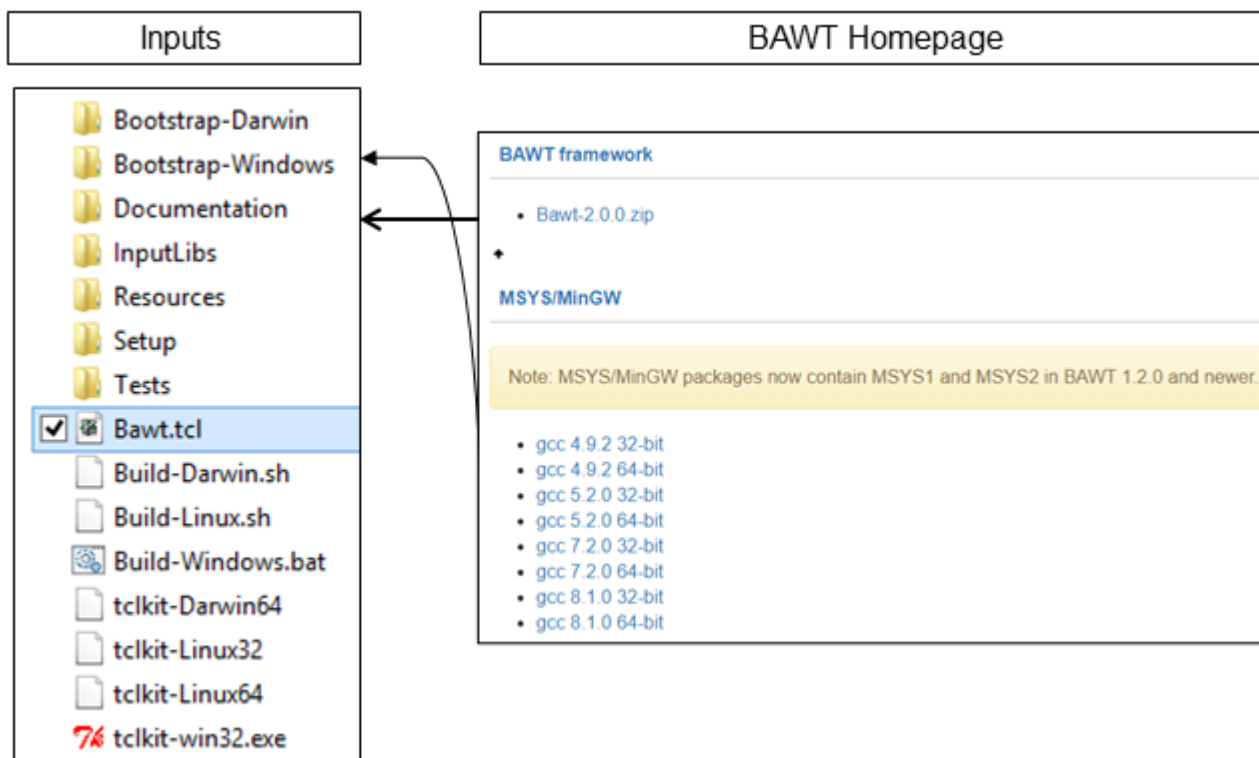 Inputs
BAWT Homepage
Bootstrap-Darwin
Bootstrap-Windows
Documentation
InputLibs
Resources
Setup
Tests
Bawt.tcl
Build-Darwin.sh
Build-Linux.sh
Build-Windows.bat
tclkit-Darwin64
tclkit-Linux32
tclkit-Linux64
tclkit-win32.exe
BAWT framework
Bawt-2.0.0.zip
MSYS/MinGW
Note: MSYS/MinGW packages now contain MSYS1 and MSYS2 in BAWT 1.2.0 and newer.
gcc 4.9.2 32-bit
gcc 4.9.2 64-bit
gcc 5.2.0 32-bit
gcc 5.2.0 64-bit
gcc 7.2.0 32-bit
gcc 7.2.0 64-bit
gcc 8.1.0 32-bit
gcc 8.1.0 64-bit